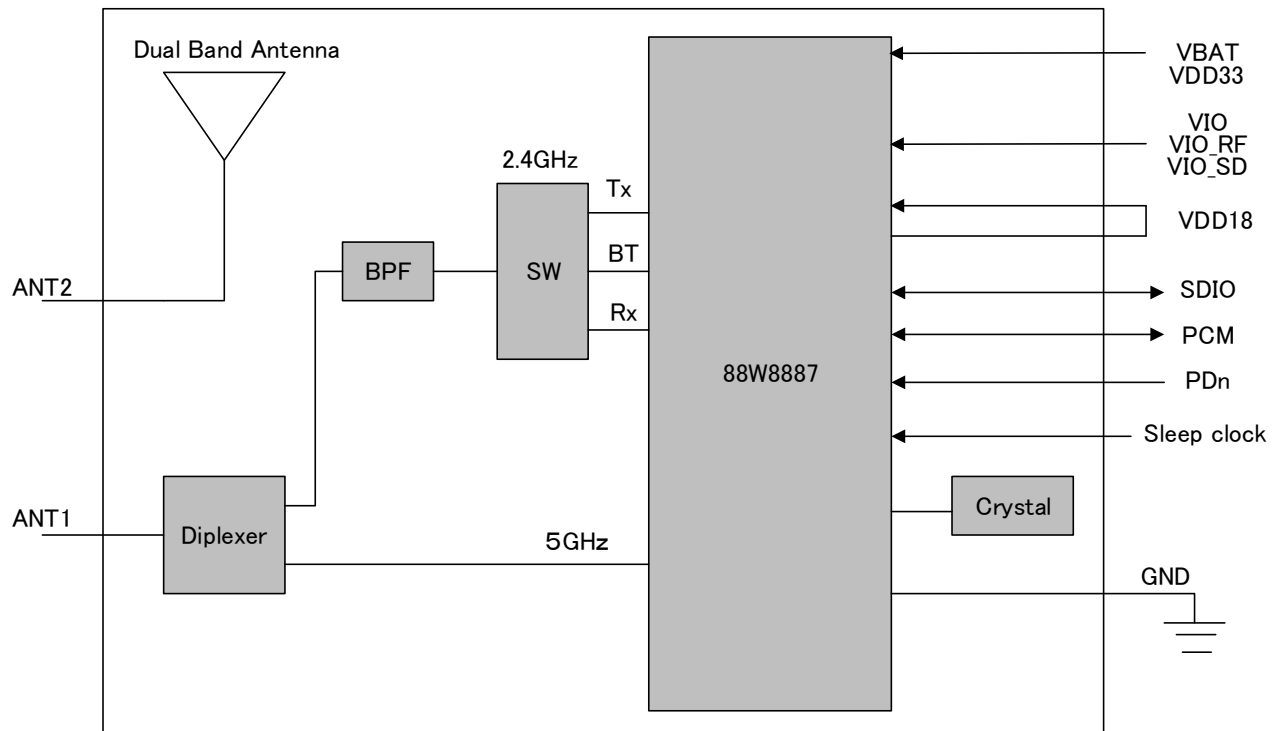 Dual Band Antenna
VBAT
VDD33
VIO
VIO_RF
VIO_SD
2.4GHz
Tx
VDD18
BPF
SW
BT
ANT2
SDIO
Rx
PCM
88W8887
PDn
Sleep clock
ANT1
Diplexer
5GHz
Crystal
GND